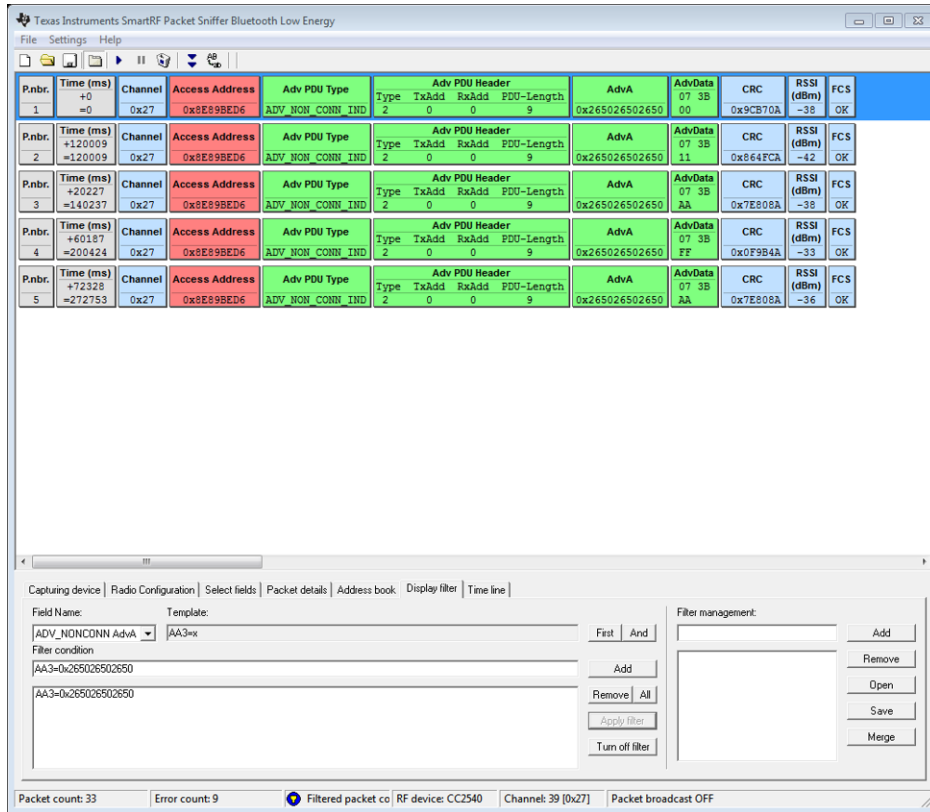 Texas Instruments SmartRF Packet Sniffer Bluetooth Low Energy
File Settings Help
P.nbr. Time (ms) Channel Access Address Adv PDU Type Adv PDU Header AdvA AdvData CRC RSSI (dBm) FCS
+0 Type TxAdd RxAdd PDU-Length 07 3B
1 =0 0x27 0x8E89BED6 ADV_NON_CONN_IND 2 0 0 9 0x265026502650 00 0x9CB70A -38 OK
P.nbr. Time (ms) Channel Access Address Adv PDU Type Adv PDU Header AdvA AdvData CRC RSSI (dBm) FCS
+120009 Type TxAdd RxAdd PDU-Length 07 3B
2 =120009 0x27 0x8E89BED6 ADV_NON_CONN_IND 2 0 0 9 0x265026502650 11 0x864FCA -42 OK
P.nbr. Time (ms) Channel Access Address Adv PDU Type Adv PDU Header AdvA AdvData CRC RSSI (dBm) FCS
+20227 Type TxAdd RxAdd PDU-Length 07 3B
3 =140237 0x27 0x8E89BED6 ADV_NON_CONN_IND 2 0 0 9 0x265026502650 AA 0x7E808A -38 OK
P.nbr. Time (ms) Channel Access Address Adv PDU Type Adv PDU Header AdvA AdvData CRC RSSI (dBm) FCS
+60187 Type TxAdd RxAdd PDU-Length 07 3B
4 =200424 0x27 0x8E89BED6 ADV_NON_CONN_IND 2 0 0 9 0x265026502650 FF 0x0F9B4A -33 OK
P.nbr. Time (ms) Channel Access Address Adv PDU Type Adv PDU Header AdvA AdvData CRC RSSI (dBm) FCS
+72328 Type TxAdd RxAdd PDU-Length 07 3B
5 =272753 0x27 0x8E89BED6 ADV_NON_CONN_IND 2 0 0 9 0x265026502650 AA 0x7E808A -36 OK
Capturing device Radio Configuration Select fields Packet details Address book Display filter Time line
Field Name: Template: Filter management:
ADV_NONCONN AdvA AA3=x First And Add
Filter condition
AA3=0x265026502650 Add Remove
AA3=0x265026502650 Remove All Open
Apply filter Save
Turn off filter Merge
Packet count: 33 Error count: 9 Filtered packet co RF device: CC2540 Channel: 39 [0x27] Packet broadcast OFF